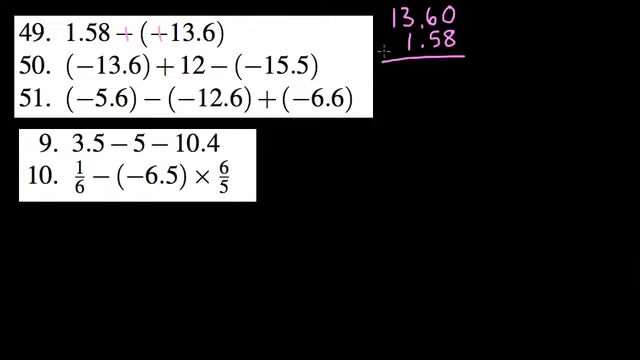 49. 1.58 + (+13.6)
50. (−13.6) + 12 − (−15.5)
51. (−5.6) − (−12.6) + (−6.6)
9. 3.5 − 5 − 10.4
10. 1/6 − (−6.5) × 6/5
13.60
+ 1.58